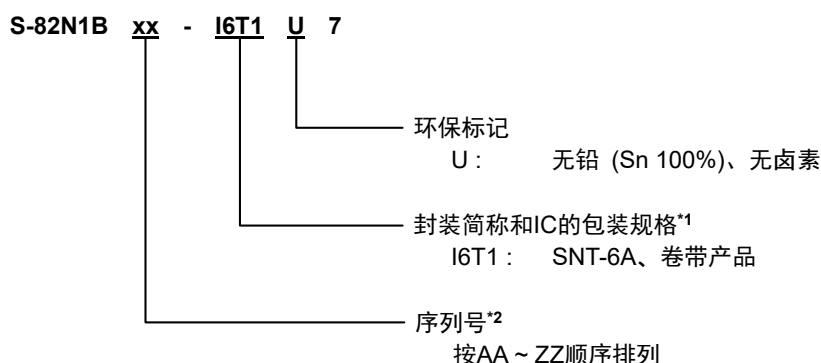 S-82N1B xx - I6T1 U 7
环保标记
U : 无铅 (Sn 100%)、无卤素
封装简称和IC的包装规格*1
I6T1 : SNT-6A、卷带产品
序列号*2
按AA ~ ZZ顺序排列